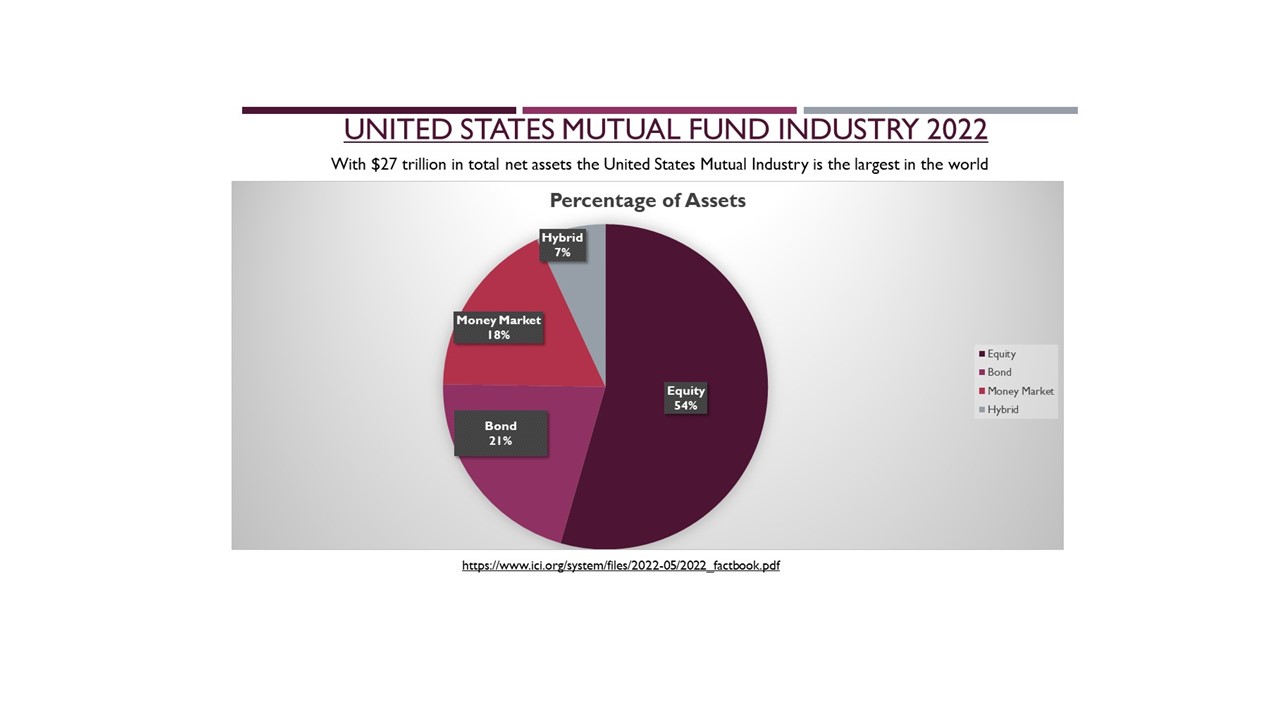 UNITED STATES MUTUAL FUND INDUSTRY 2022
With $27 trillion in total net assets the United States Mutual Industry is the largest in the world
Percentage of Assets
Hybrid
7%
Money Market
18%
Equity
54%
Bond
21%
Equity
Bond
Money Market
Hybrid
https://www.ici.org/system/files/2022-05/2022_factbook.pdf